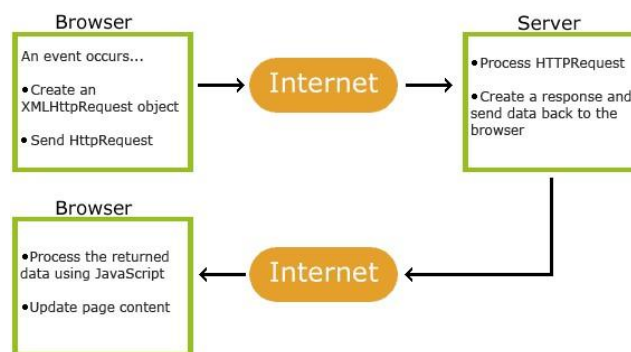 Browser
An event occurs...
•Create an
XMLHttpRequest object
•Send HttpRequest
Internet
Server
•Process HTTPRequest
•Create a response and
send data back to the
browser
Browser
•Process the returned
data using JavaScript
•Update page content
Internet